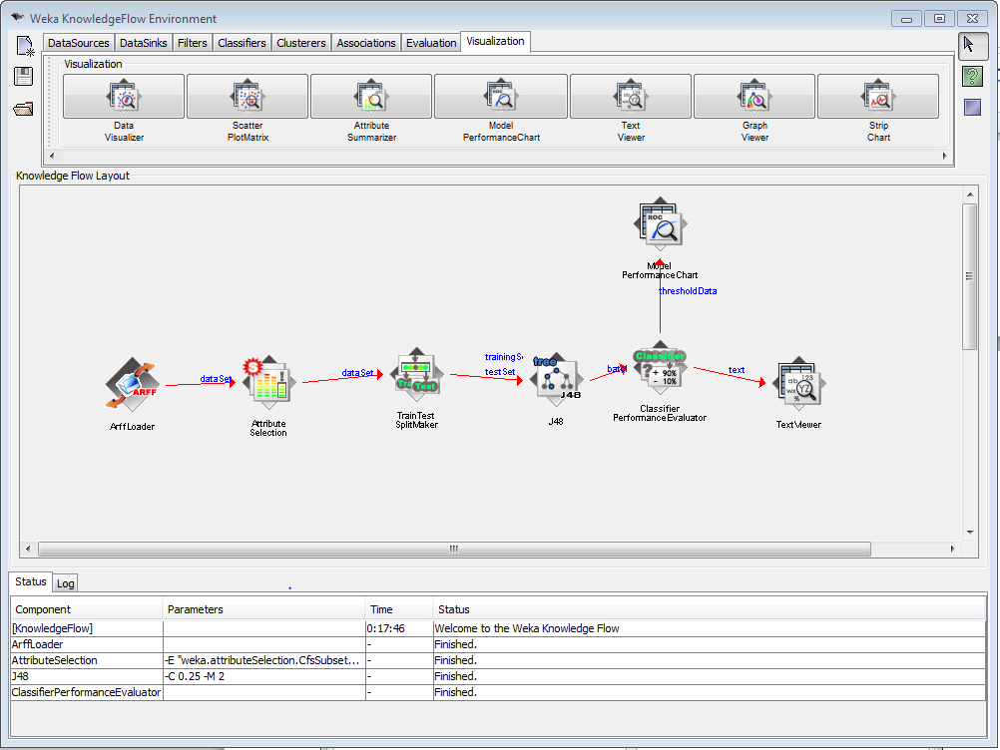 Weka KnowledgeFlow Environment
DataSources DataSinks Filters Classifiers Clusterers Associations Evaluation Visualization
Visualization
Data Visualizer
Scatter PlotMatrix
Attribute Summarizer
Model PerformanceChart
Text Viewer
Graph Viewer
Strip Chart
Knowledge Flow Layout
ROC
Model
PerformanceChart
thresholdData
ARFF
ArffLoader
dataSet
Attribute
Selection
dataSet
Test
TrainTest
SplitMaker
trainingS
testSet
tree
J48
J48
Classifier
+ 90%
- 10%
Classifier
PerformanceEvaluator
text
TextViewer
Status Log
Component Parameters Time Status
[KnowledgeFlow] 0:17:46 Welcome to the Weka Knowledge Flow
ArffLoader - Finished.
AttributeSelection -E "weka.attributeSelection.CfsSubset... - Finished.
J48 -C 0.25 -M 2 - Finished.
ClassifierPerformanceEvaluator - Finished.